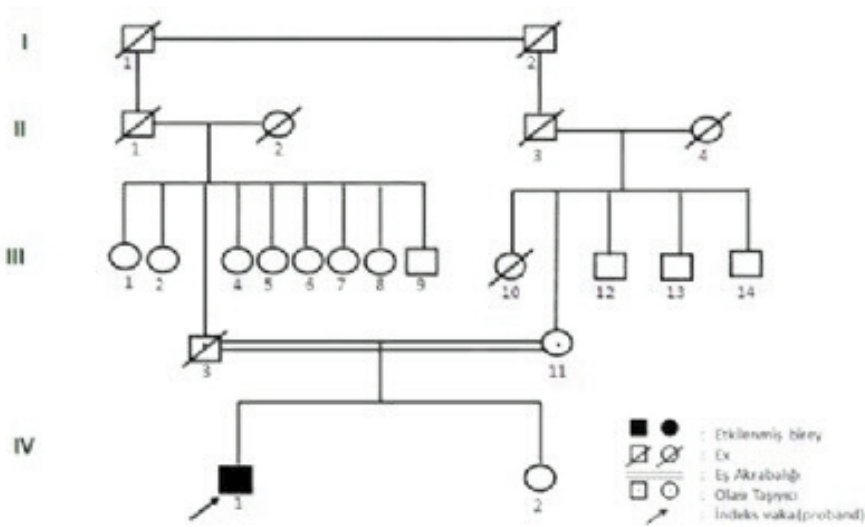 I
1 2
II
1 2 3 4
III
1 2 4 5 6 7 8 9 10 12 13 14
3 11
IV
1 2
: Etkilenmiş birey
: Ex
: Eş Akrabalığı
: Olası Taşıyıcı
: İndeks vaka(proband)